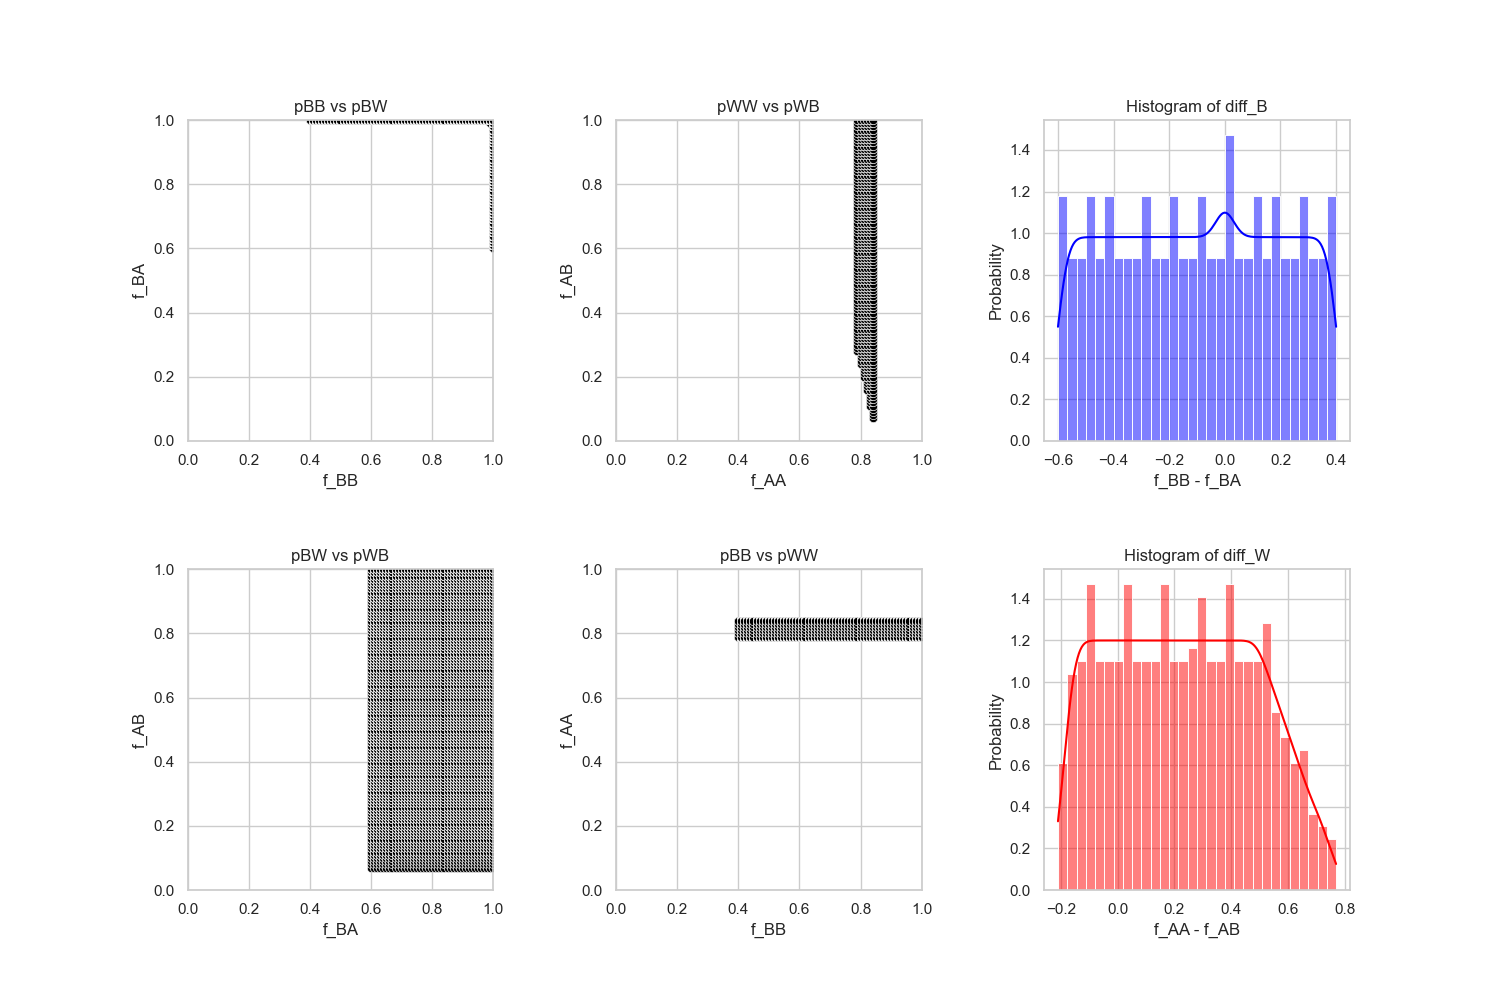 pBB vs pBW
1.0
0.8
0.6
0.4
0.2
0.0
f_BA
0.0 0.2 0.4 0.6 0.8 1.0
f_BB
pWW vs pWB
1.0
0.8
0.6
0.4
0.2
0.0
f_AB
0.0 0.2 0.4 0.6 0.8 1.0
f_AA
Histogram of diff_B
1.4
1.2
1.0
0.8
0.6
0.4
0.2
0.0
Probability
−0.6 −0.4 −0.2 0.0 0.2 0.4
f_BB - f_BA
pBW vs pWB
1.0
0.8
0.6
0.4
0.2
0.0
f_AB
0.0 0.2 0.4 0.6 0.8 1.0
f_BA
pBB vs pWW
1.0
0.8
0.6
0.4
0.2
0.0
f_AA
0.0 0.2 0.4 0.6 0.8 1.0
f_BB
Histogram of diff_W
1.4
1.2
1.0
0.8
0.6
0.4
0.2
0.0
Probability
−0.2 0.0 0.2 0.4 0.6 0.8
f_AA - f_AB